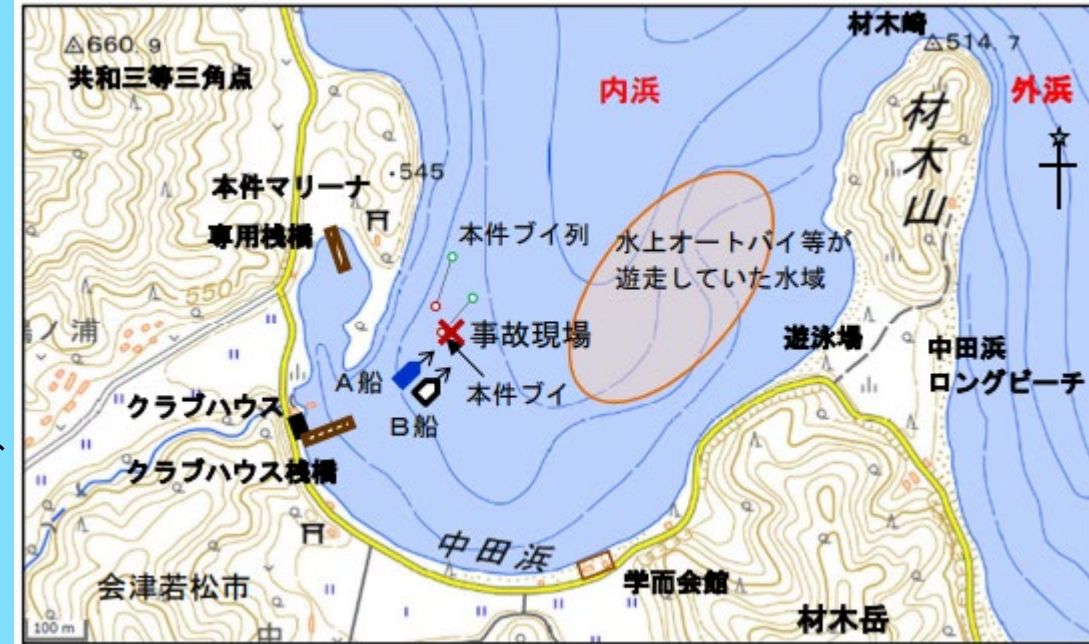 材木崎
△514.7
△660.9
共和三等三角点
内浜
外浜
材木山
・545
本件マリーナ
専用桟橋
本件ブイ列
水上オートバイ等が
遊走していた水域
550
事故現場
遊泳場
中田浜
ロングビーチ
A船
本件ブイ
B船
クラブハウス
クラブハウス桟橋
中田浜
学而会館
会津若松市
材木岳
100 m